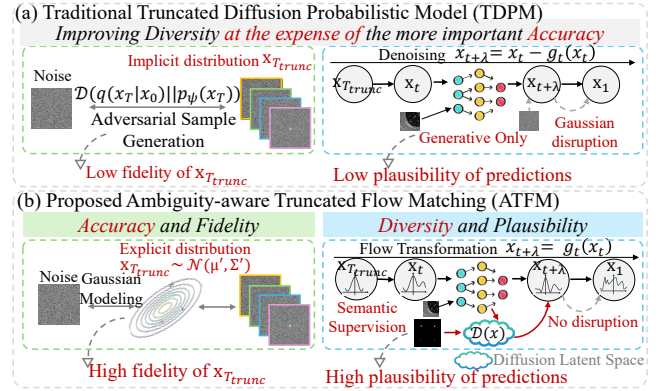 (a) Traditional Truncated Diffusion Probabilistic Model (TDPM)
Improving Diversity at the expense of the more important Accuracy
Implicit distribution x_{T_{trunc}}
Noise
𝒟(q(x_T|x_0)||p_ψ(x_T))
Adversarial Sample
Generation
Low fidelity of x_{T_{trunc}}
Denoising x_{t+λ} = x_t − g_t(x_t)
x_{T_{trunc}}
x_t
x_{t+λ}
x_1
Generative Only
Gaussian
disruption
Low plausibility of predictions
(b) Proposed Ambiguity-aware Truncated Flow Matching (ATFM)
Accuracy and Fidelity
Explicit distribution
x_{T_{trunc}} ~ 𝒩(μ′, Σ′)
Noise
Gaussian
Modeling
High fidelity of x_{T_{trunc}}
Diversity and Plausibility
Flow Transformation x_{t+λ} = g_t(x_t)
x_{T_{trunc}}
x_t
x_{t+λ}
x_1
Semantic
Supervision
𝒟(x)
No disruption
Diffusion Latent Space
High plausibility of predictions